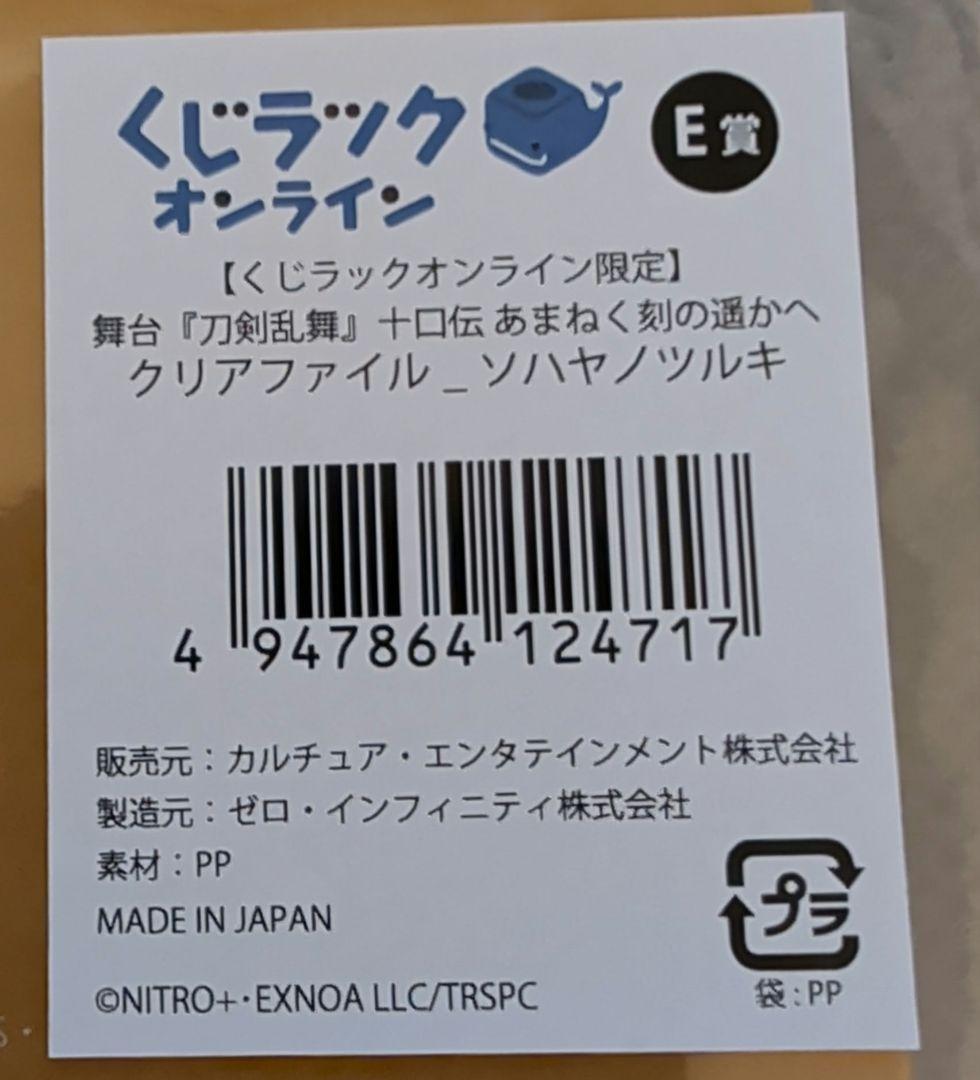 くじラック
オンライン
E賞
【くじラックオンライン限定】
舞台『刀剣乱舞』十口伝 あまねく刻の遥かへ
クリアファイル _ ソハヤノツルキ
4 947864 124717
販売元：カルチュア・エンタテインメント株式会社
製造元：ゼロ・インフィニティ株式会社
素材：PP
MADE IN JAPAN
プラ
袋：PP
©NITRO+･EXNOA LLC/TRSPC